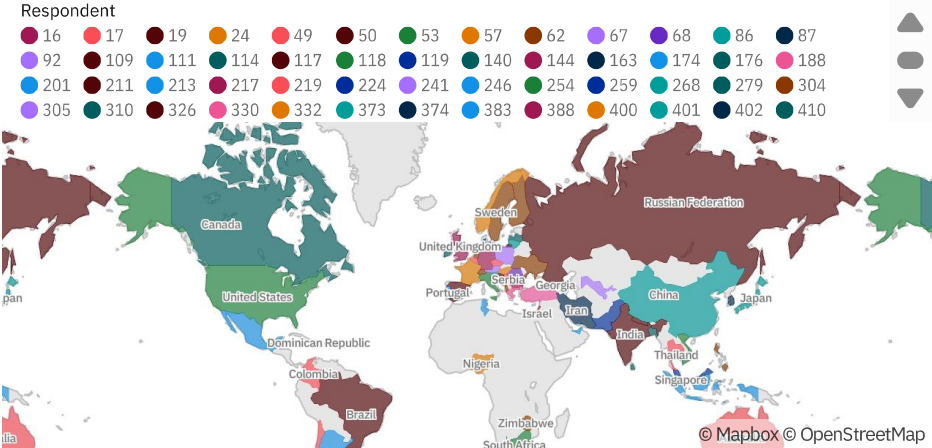 Respondent
16 17 19 24 49 50 53 57 62 67 68 86 87
92 109 111 114 117 118 119 140 144 163 174 176 188
201 211 213 217 219 224 241 246 254 259 268 279 304
305 310 326 330 332 373 374 383 388 400 401 402 410
Canada
Sweden
Russian Federation
United Kingdom
pan
United States
Portugal
Serbia
Georgia
China
Japan
Israel
Iran
Dominican Republic
India
Colombia
Nigeria
Thailand
Singapore
Brazil
Zimbabwe
alia
South Africa
© Mapbox © OpenStreetMap